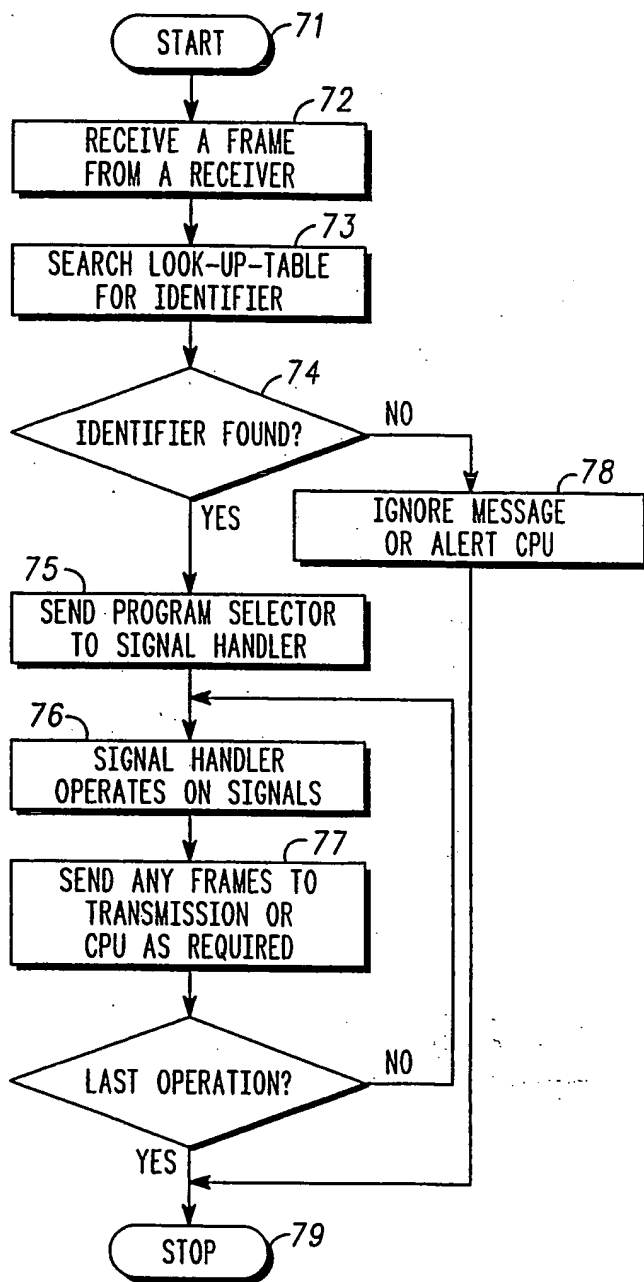 START
71
72
RECEIVE A FRAME
FROM A RECEIVER
73
SEARCH LOOK-UP-TABLE
FOR IDENTIFIER
74
IDENTIFIER FOUND?
NO
YES
78
IGNORE MESSAGE
OR ALERT CPU
75
SEND PROGRAM SELECTOR
TO SIGNAL HANDLER
76
SIGNAL HANDLER
OPERATES ON SIGNALS
77
SEND ANY FRAMES TO
TRANSMISSION OR
CPU AS REQUIRED
LAST OPERATION?
NO
YES
STOP
79